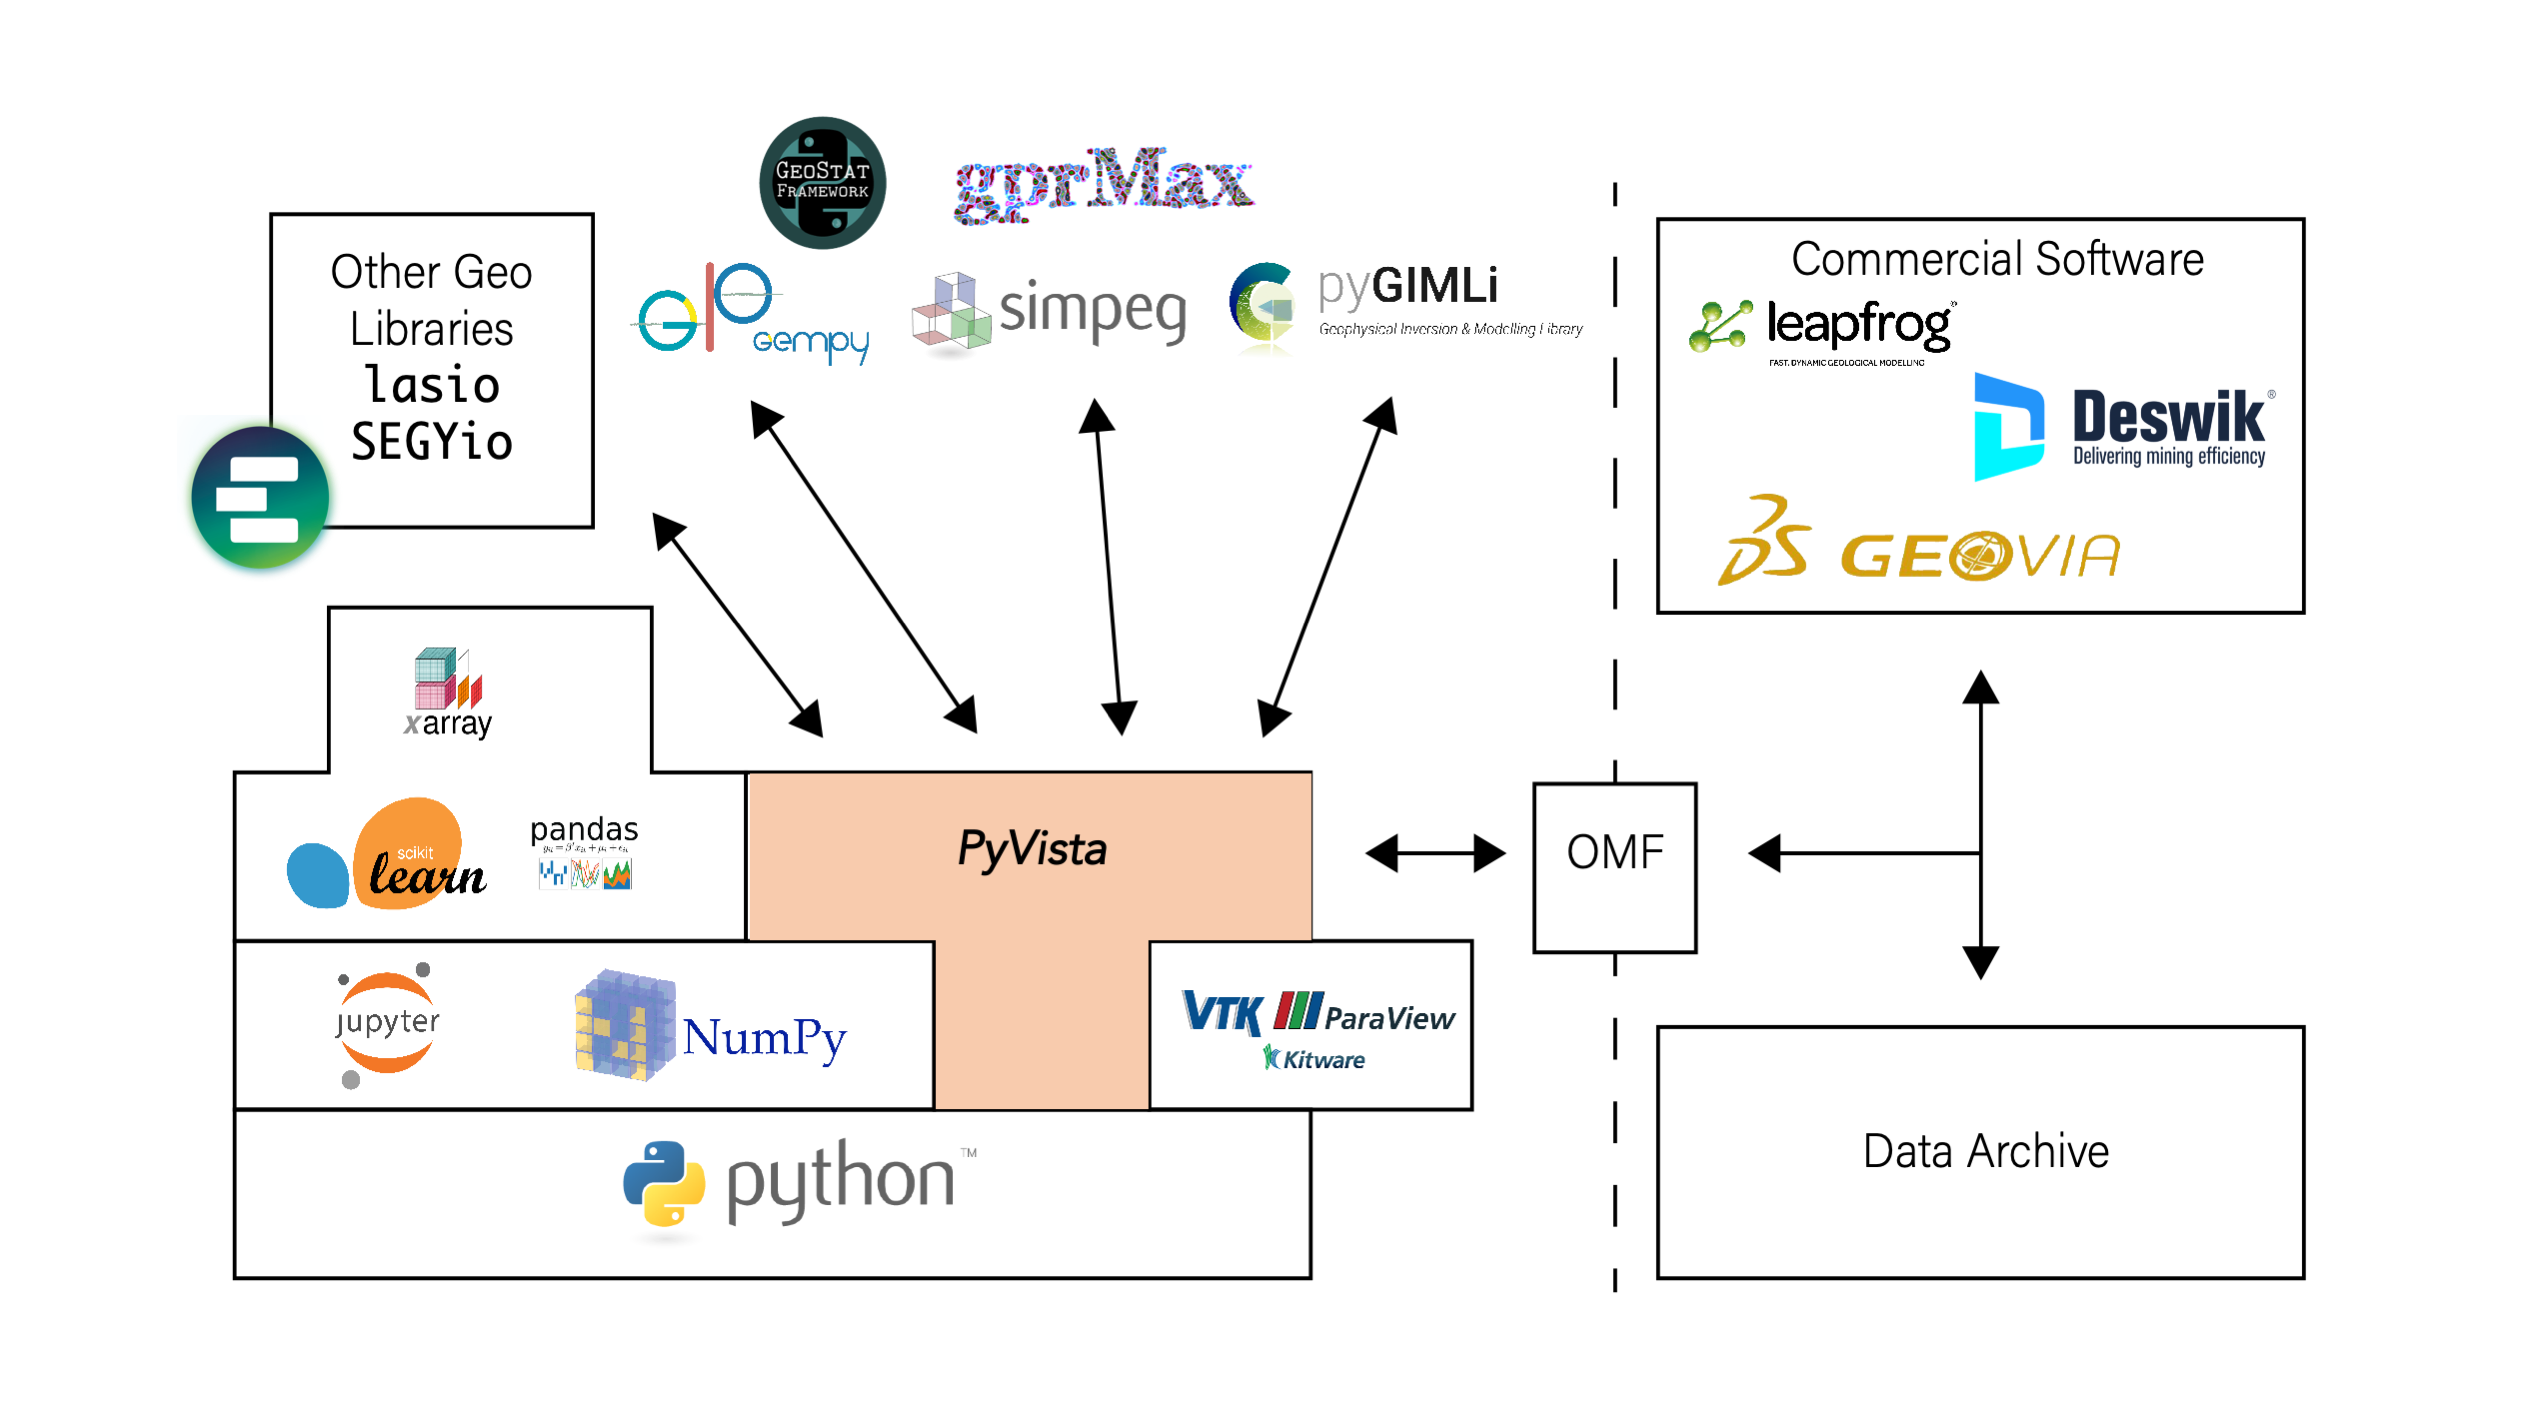 GEOSTAT
FRAMEWORK
gprMax
Other Geo
Libraries
lasio
SEGYio
gempy
simpeg
pyGIMLi
Geophysical Inversion & Modelling Library
Commercial Software
leapfrog®
FAST, DYNAMIC GEOLOGICAL MODELLING
Deswik®
Delivering mining efficiency
GEOVIA
xarray
scikit
learn
pandas
PyVista
OMF
jupyter
NumPy
VTK ParaView
Kitware
python™
Data Archive